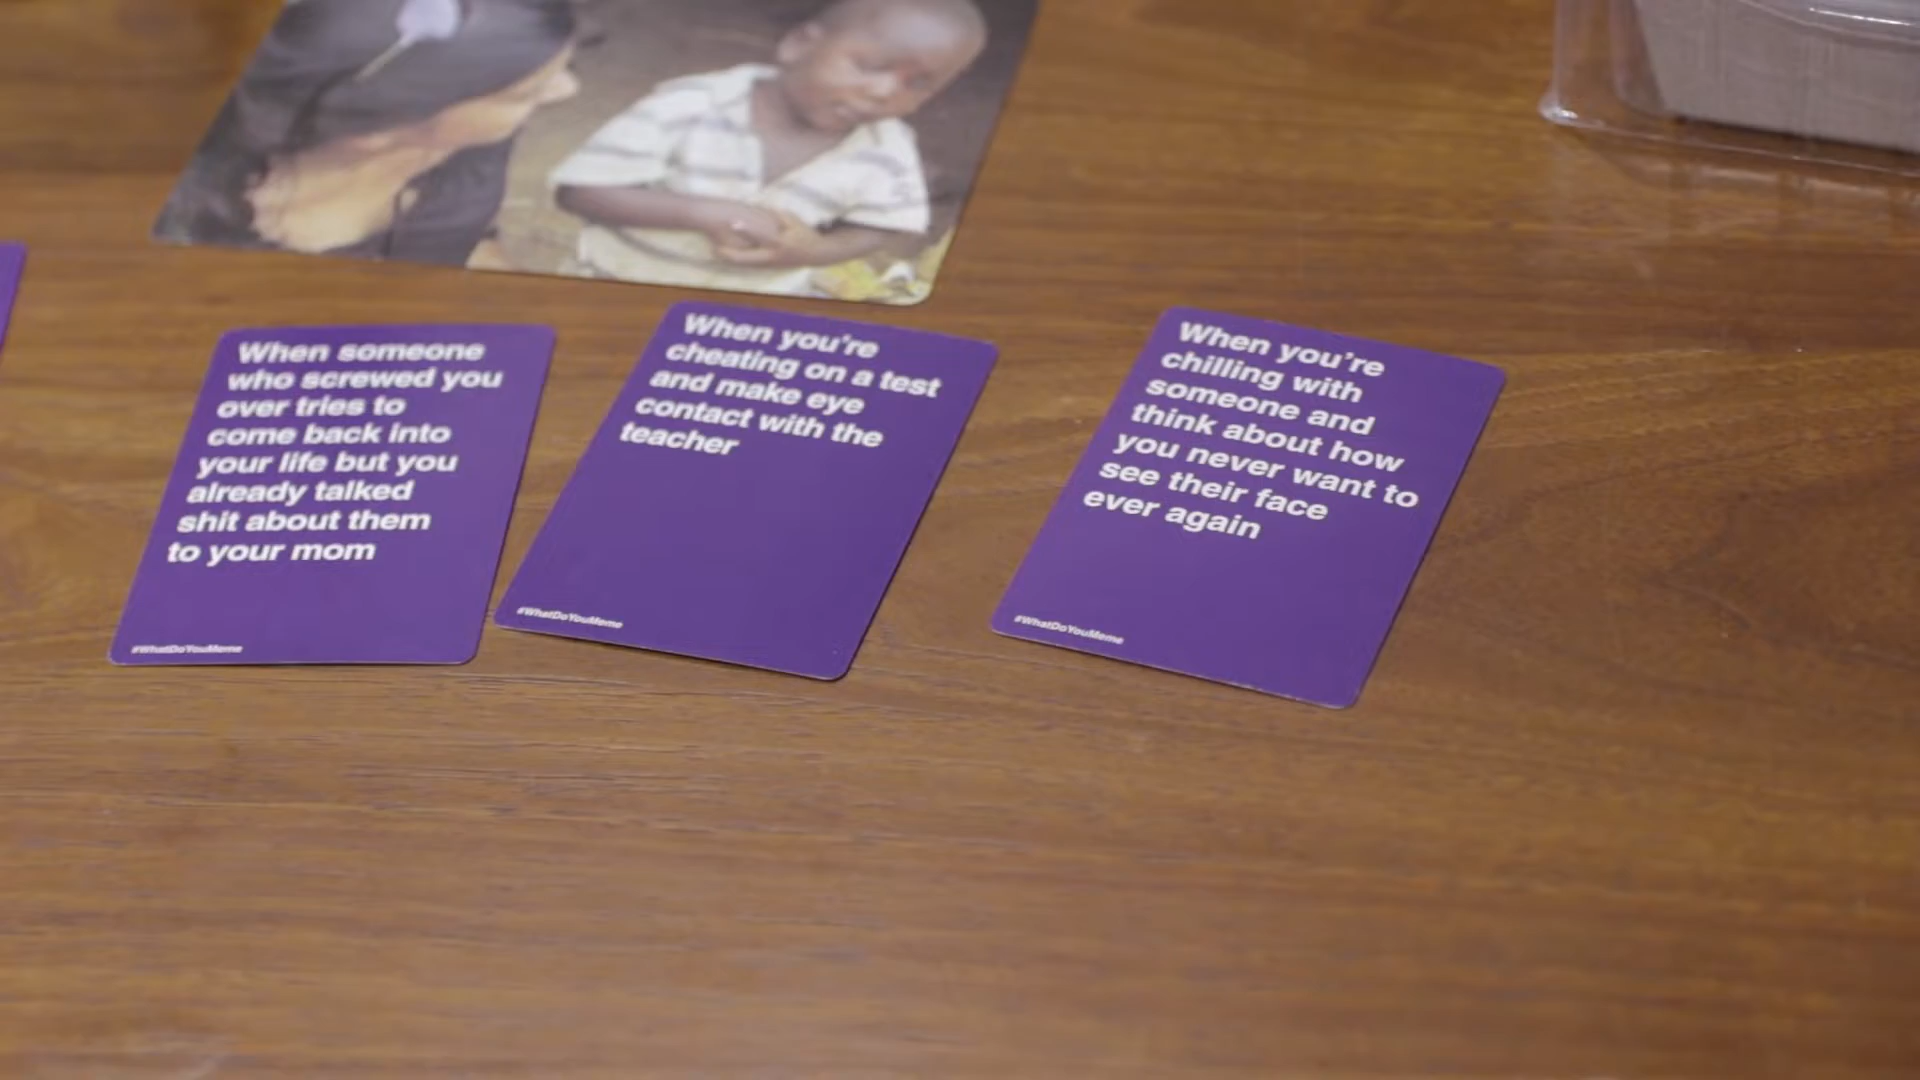 When someone
who screwed you
over tries to
come back into
your life but you
already talked
shit about them
to your mom
#WhatDoYouMeme
When you're
cheating on a test
and make eye
contact with the
teacher
#WhatDoYouMeme
When you're
chilling with
someone and
think about how
you never want to
see their face
ever again
#WhatDoYouMeme